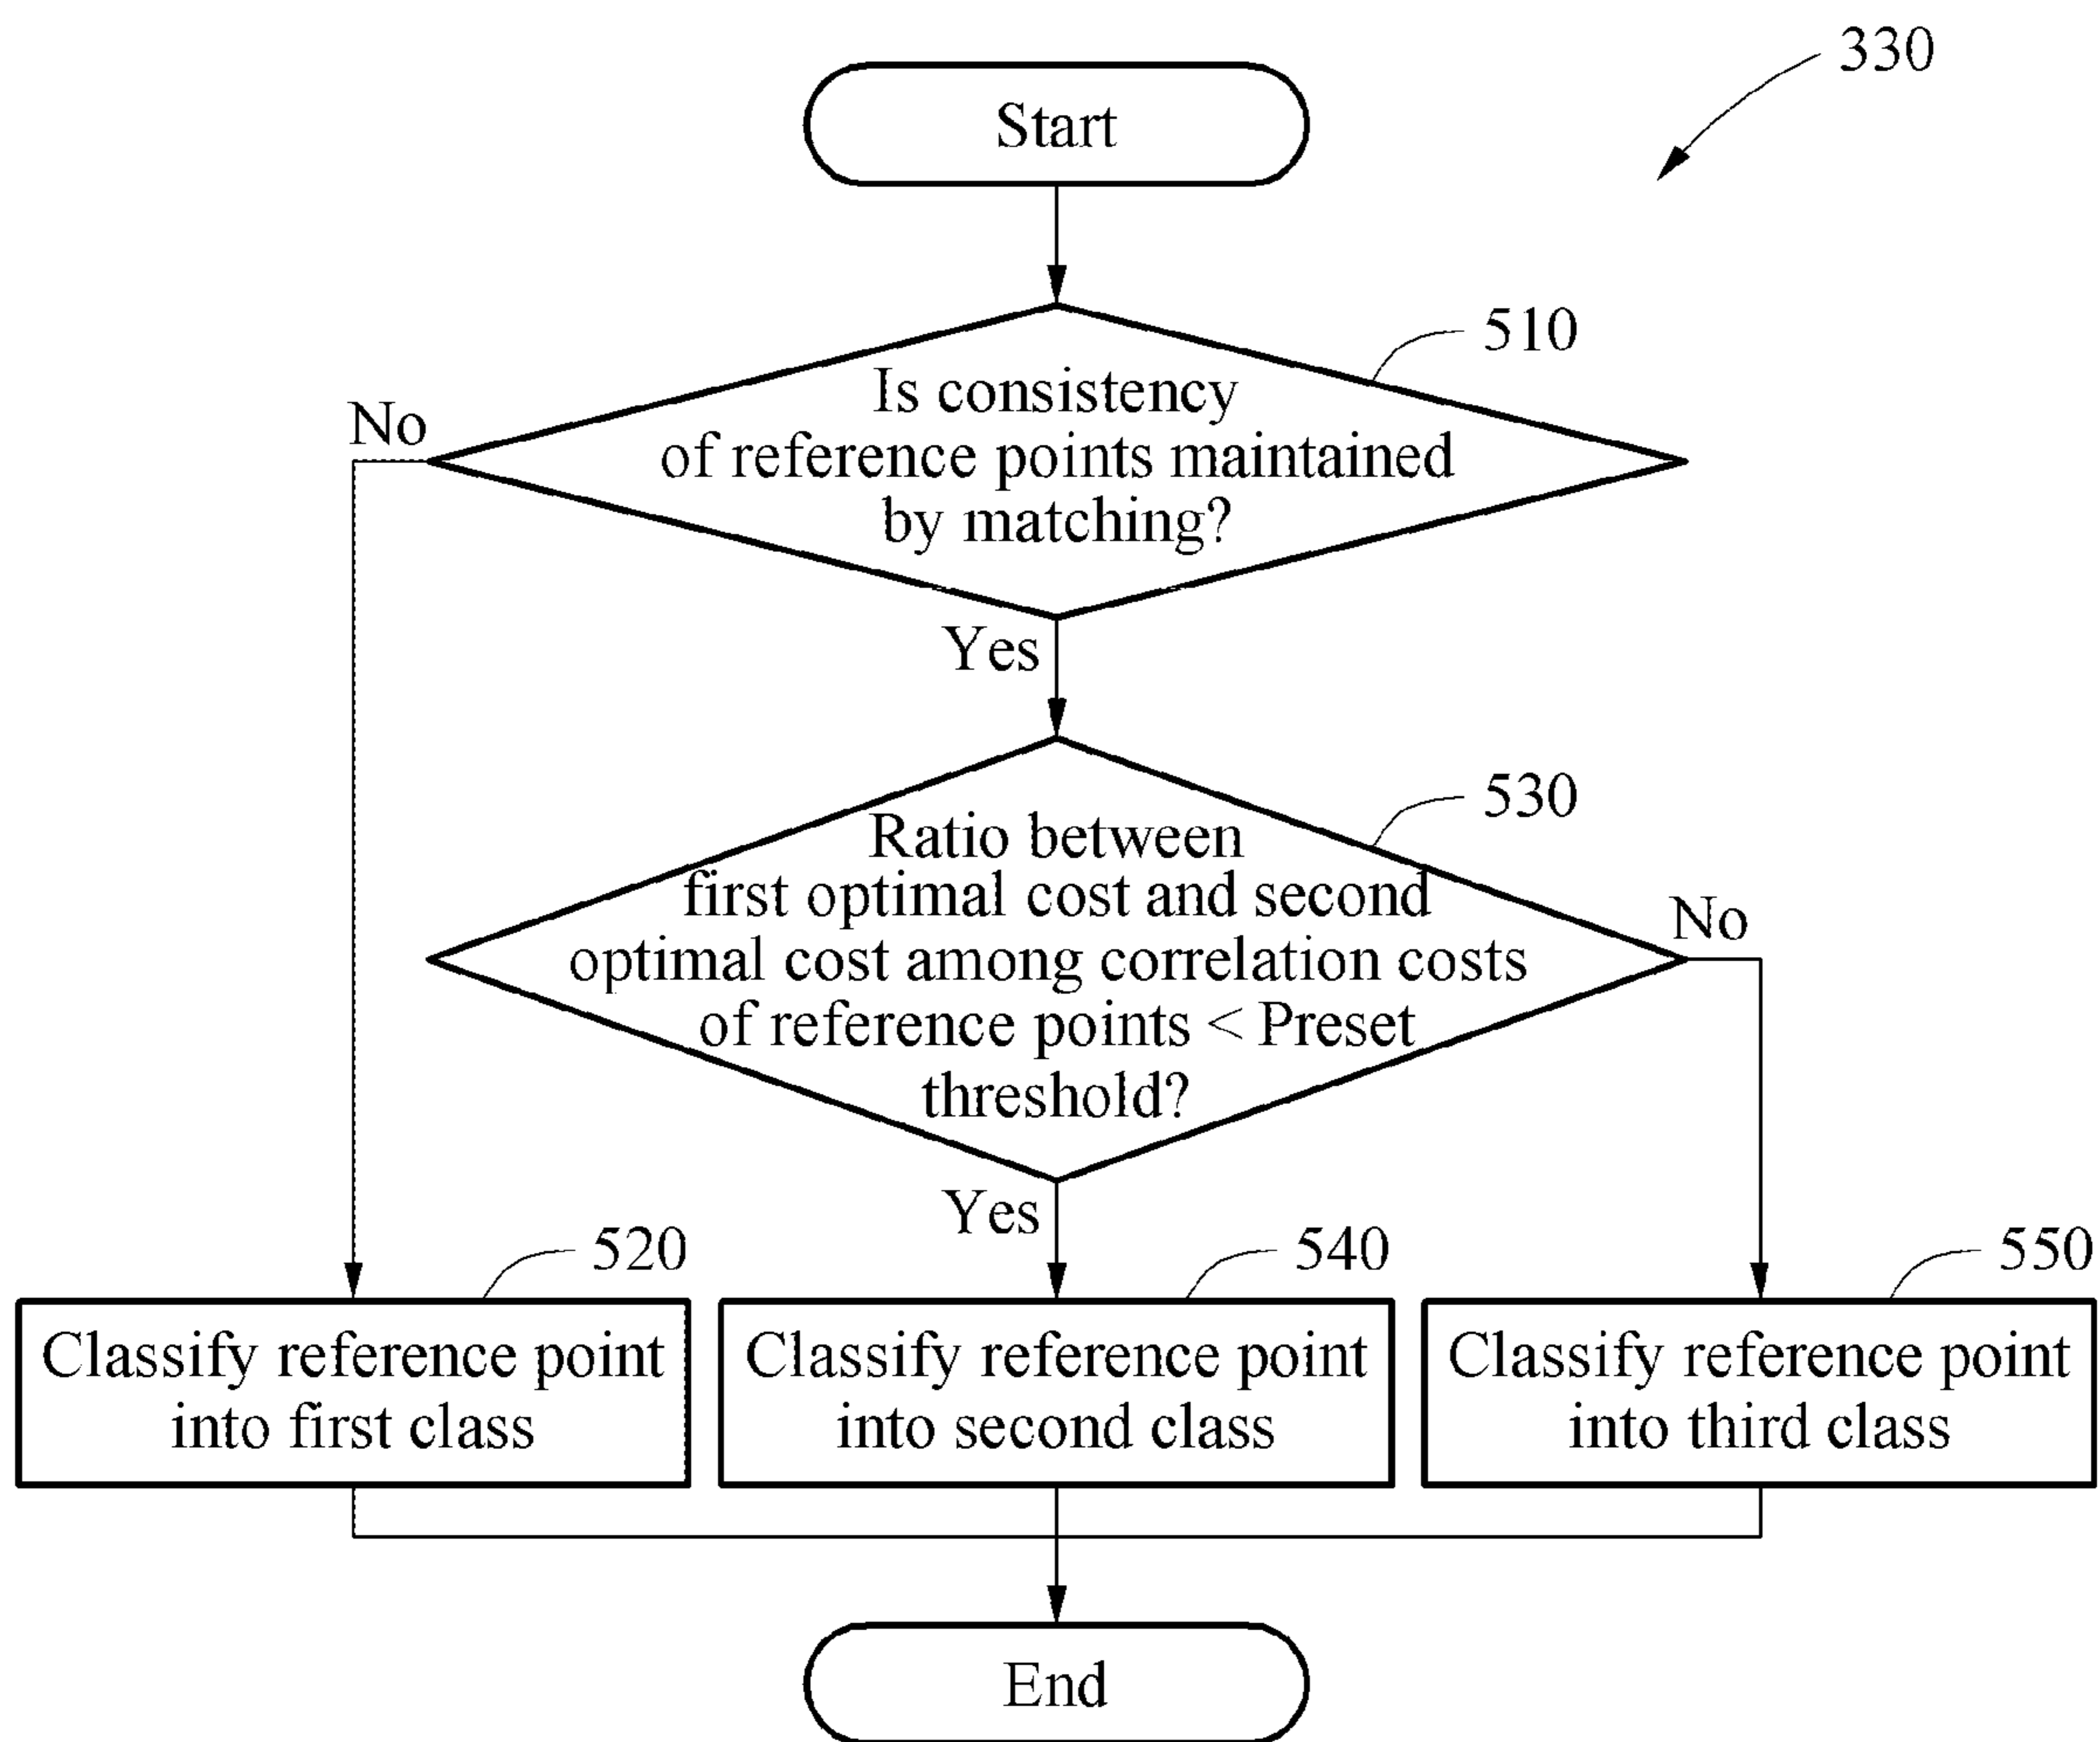 330
Start
510
Is consistency
of reference points maintained
by matching?
No
Yes
530
Ratio between
first optimal cost and second
optimal cost among correlation costs
of reference points < Preset
threshold?
No
Yes
520
Classify reference point
into first class
540
Classify reference point
into second class
550
Classify reference point
into third class
End